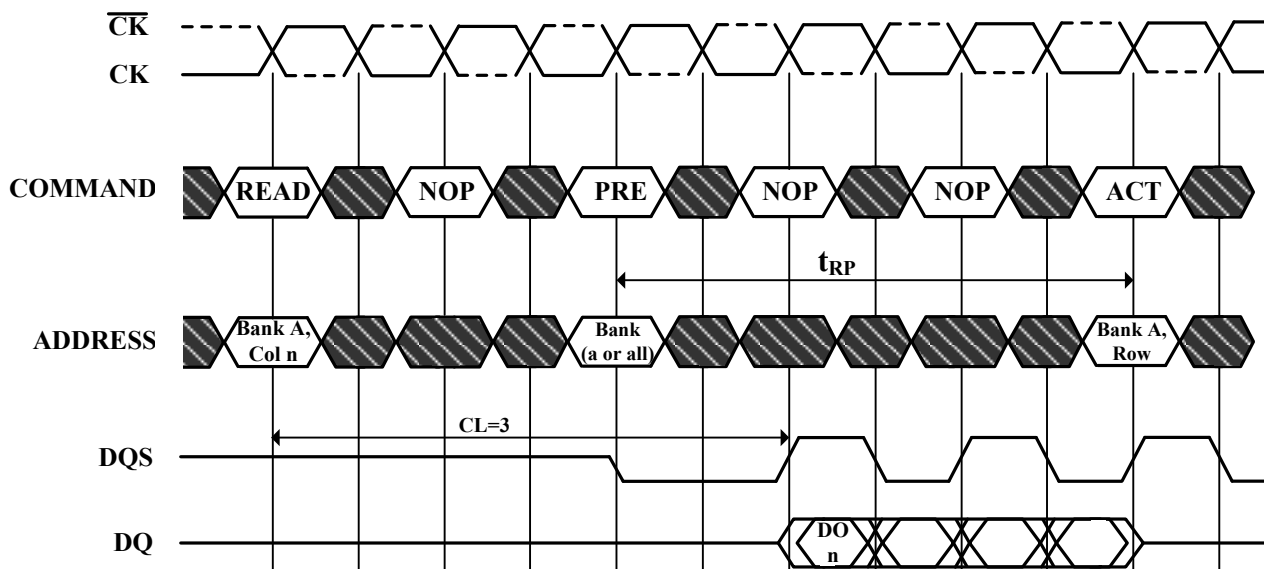 CK
CK
COMMAND
READ
NOP
PRE
NOP
NOP
ACT
tRP
ADDRESS
Bank A,
Col n
Bank
(a or all)
Bank A,
Row
CL=3
DQS
DQ
DO
n